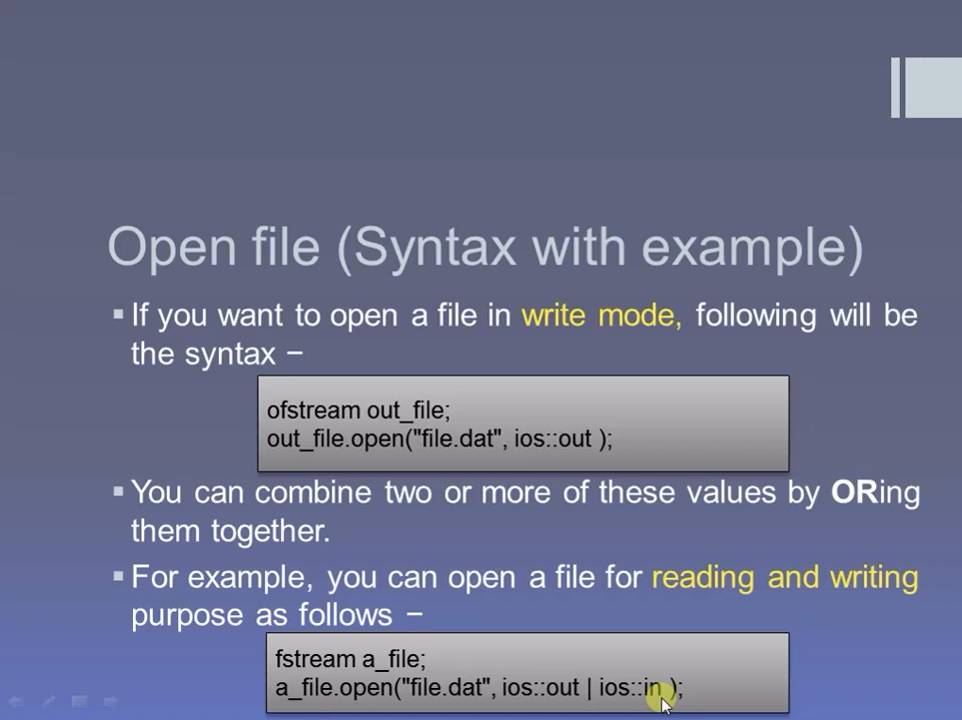 Open file (Syntax with example)
▪ If you want to open a file in write mode, following will be
the syntax −
ofstream out_file;
out_file.open("file.dat", ios::out );
▪ You can combine two or more of these values by ORing
them together.
▪ For example, you can open a file for reading and writing
purpose as follows −
fstream a_file;
a_file.open("file.dat", ios::out | ios::in );